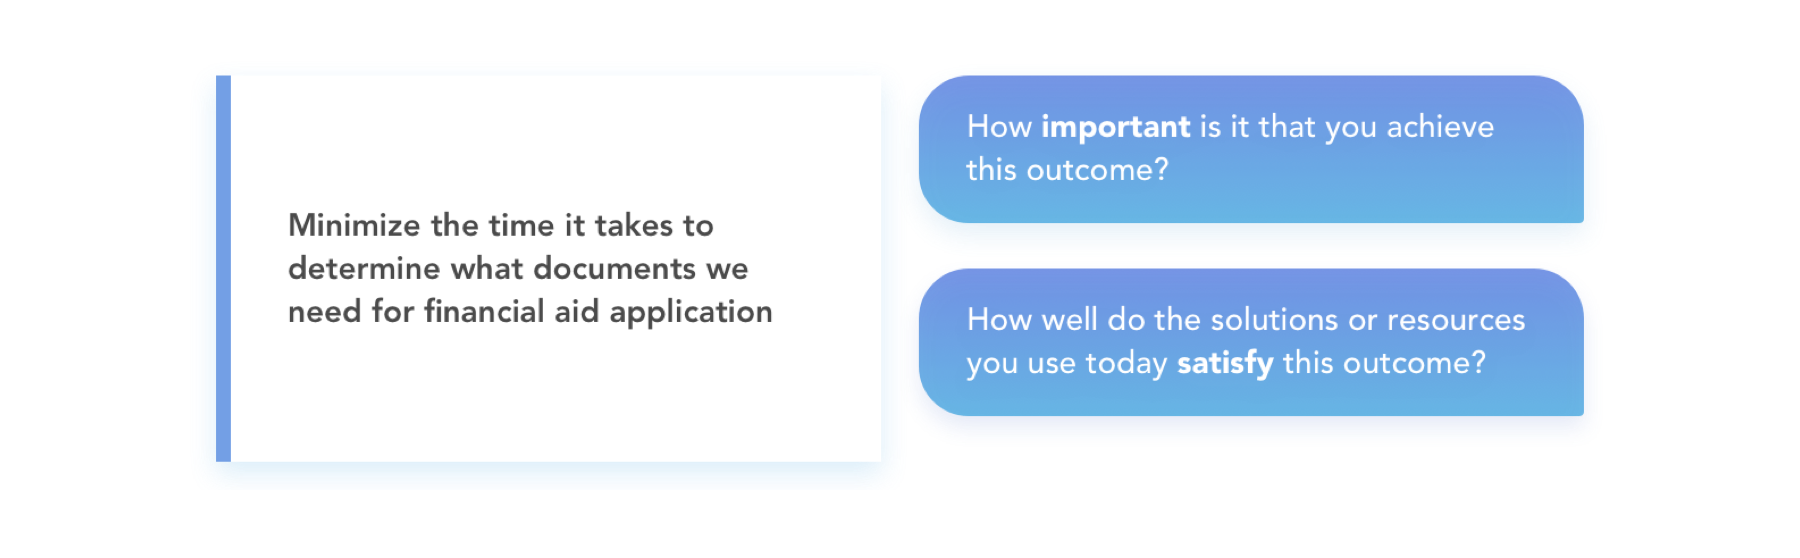 Minimize the time it takes to
determine what documents we
need for financial aid application
How important is it that you achieve
this outcome?
How well do the solutions or resources
you use today satisfy this outcome?